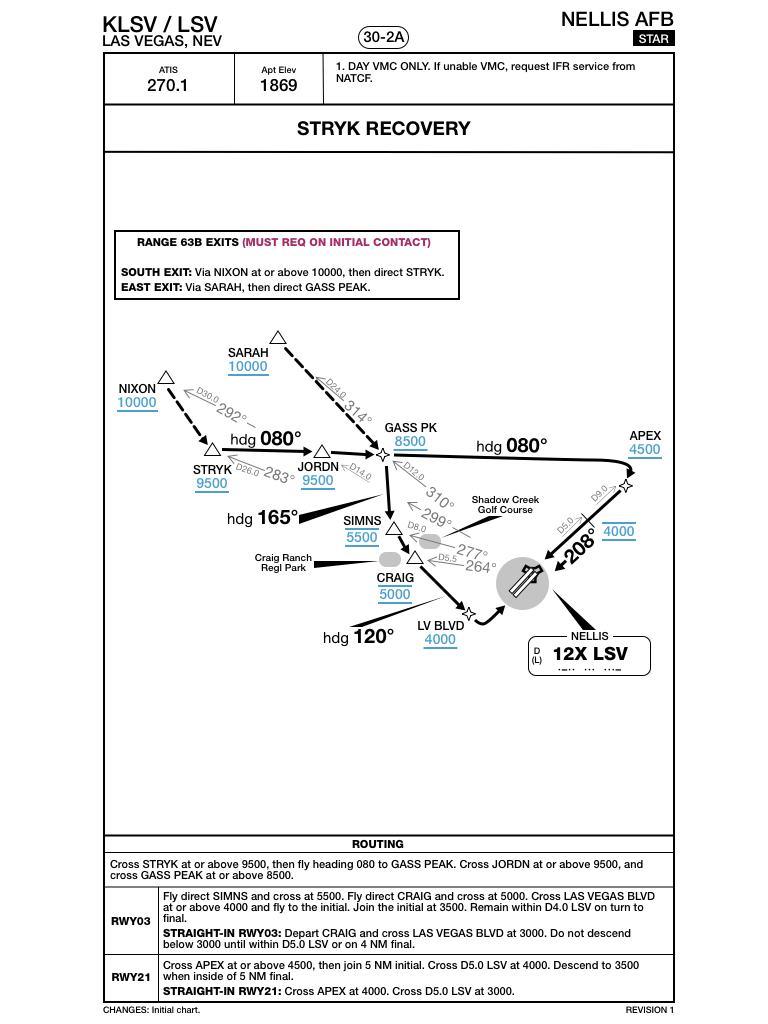 KLSV / LSV
LAS VEGAS, NEV
30-2A
NELLIS AFB
STAR
ATIS
270.1
Apt Elev
1869
1. DAY VMC ONLY. If unable VMC, request IFR service from
NATCF.
STRYK RECOVERY
RANGE 63B EXITS (MUST REQ ON INITIAL CONTACT)
SOUTH EXIT: Via NIXON at or above 10000, then direct STRYK.
EAST EXIT: Via SARAH, then direct GASS PEAK.
SARAH
10000
NIXON
10000
D24.0
314°
D30.0
292°
GASS PK
8500
hdg 080°
hdg 080°
APEX
4500
STRYK
9500
D26.0
283°
JORDN
9500
D14.0
D12.0
310°
D9.0
299°
Shadow Creek
Golf Course
hdg 165°
SIMNS
5500
D8.0
277°
D5.0
4000
208°
Craig Ranch
Regl Park
D5.5
264°
CRAIG
5000
LV BLVD
4000
hdg 120°
NELLIS
D
(L)
12X LSV
·–·· ··· ···–
ROUTING
Cross STRYK at or above 9500, then fly heading 080 to GASS PEAK. Cross JORDN at or above 9500, and
cross GASS PEAK at or above 8500.
RWY03
Fly direct SIMNS and cross at 5500. Fly direct CRAIG and cross at 5000. Cross LAS VEGAS BLVD
at or above 4000 and fly to the initial. Join the initial at 3500. Remain within D4.0 LSV on turn to
final.
STRAIGHT-IN RWY03: Depart CRAIG and cross LAS VEGAS BLVD at 3000. Do not descend
below 3000 until within D5.0 LSV or on 4 NM final.
RWY21
Cross APEX at or above 4500, then join 5 NM initial. Cross D5.0 LSV at 4000. Descend to 3500
when inside of 5 NM final.
STRAIGHT-IN RWY21: Cross APEX at 4000. Cross D5.0 LSV at 3000.
CHANGES: Initial chart.
REVISION 1